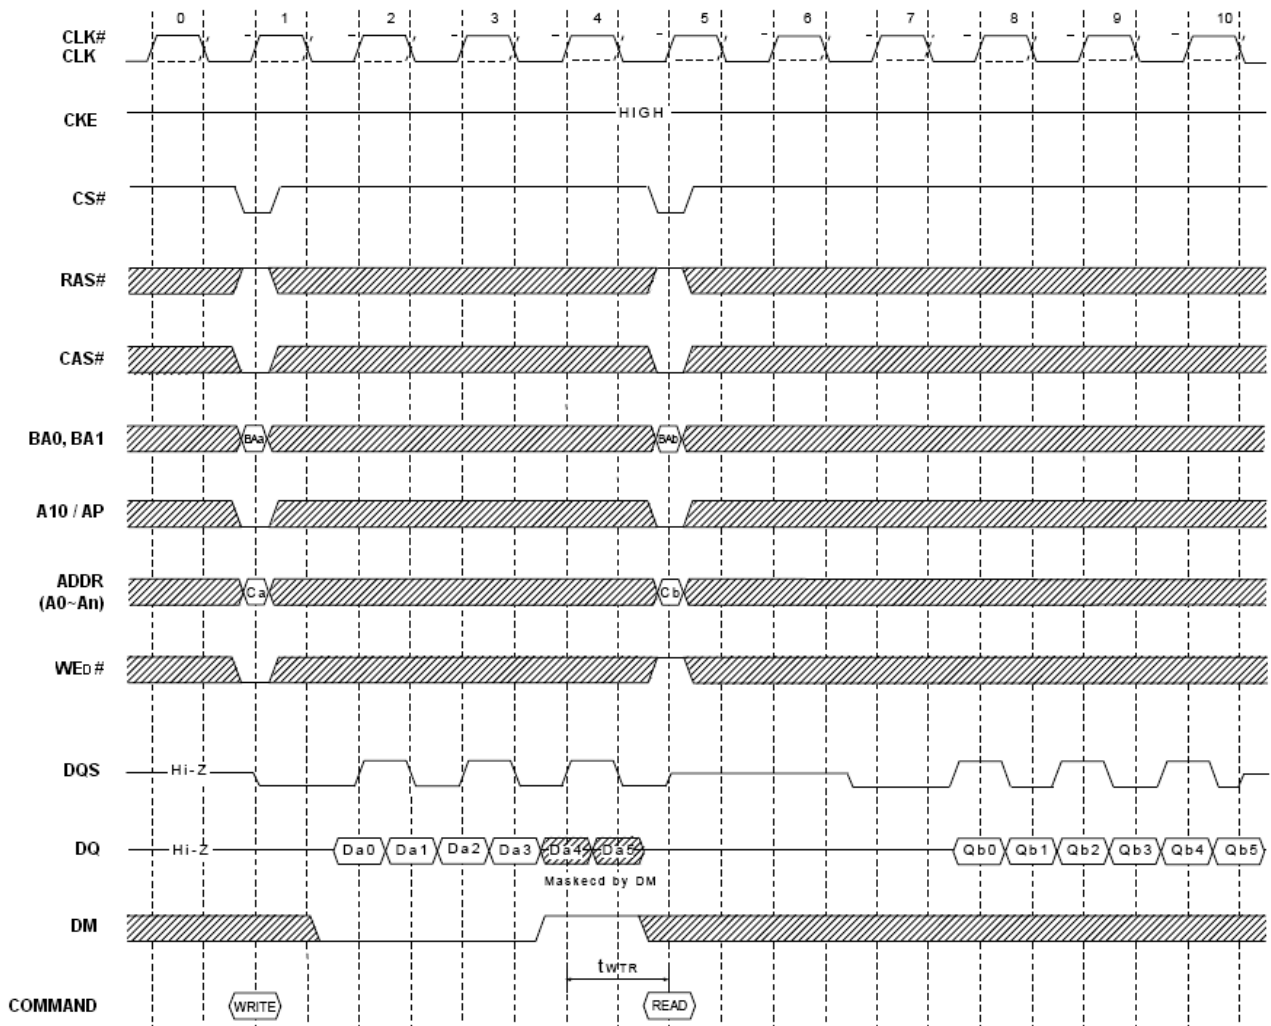 0 1 2 3 4 5 6 7 8 9 10
CLK#
CLK
CKE
HIGH
CS#
RAS#
CAS#
BA0, BA1 BAa BAb
A10 / AP
ADDR
(A0~An) Ca Cb
WED#
DQS Hi-Z
DQ Hi-Z Da0 Da1 Da2 Da3 Da4 Da5 Qb0 Qb1 Qb2 Qb3 Qb4 Qb5
Maskecd by DM
DM
tWTR
COMMAND WRITE READ